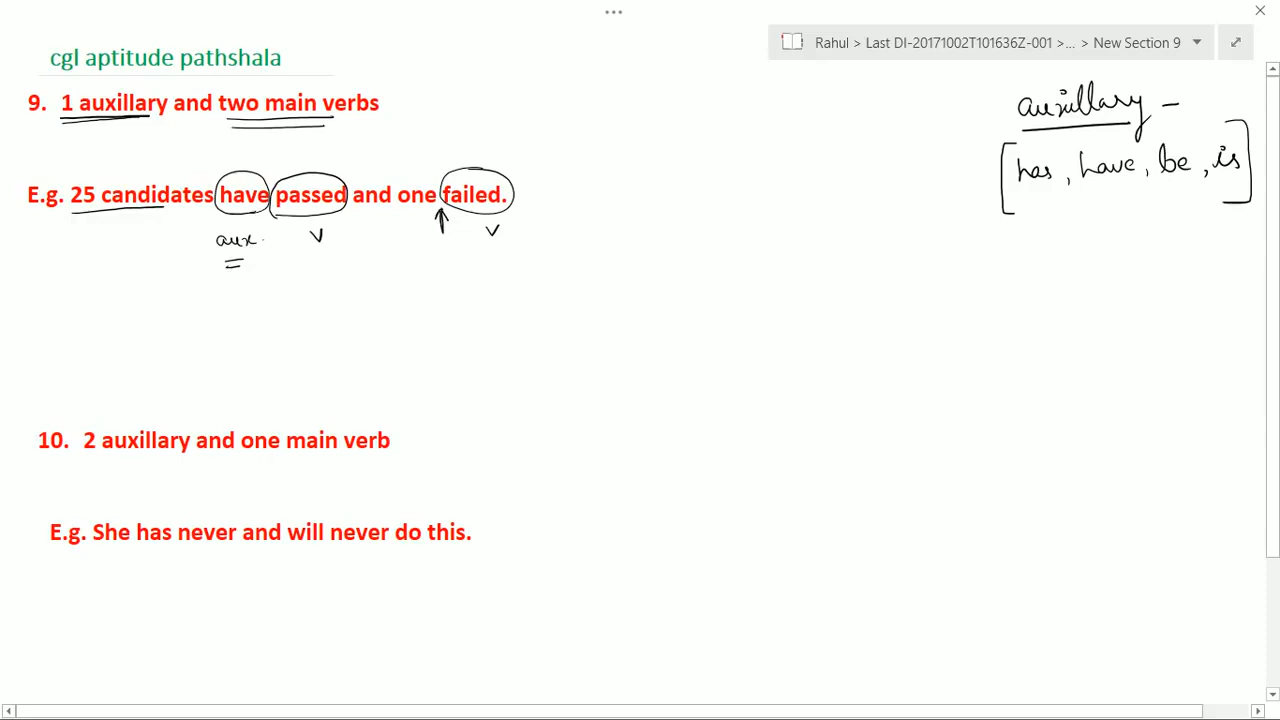 Rahul > Last DI-20171002T101636Z-001 >... > New Section 9
cgl aptitude pathshala
9. 1 auxillary and two main verbs
auxillary -
[has, have, be, is]
E.g. 25 candidates have passed and one failed.
aux. v v
10. 2 auxillary and one main verb
E.g. She has never and will never do this.